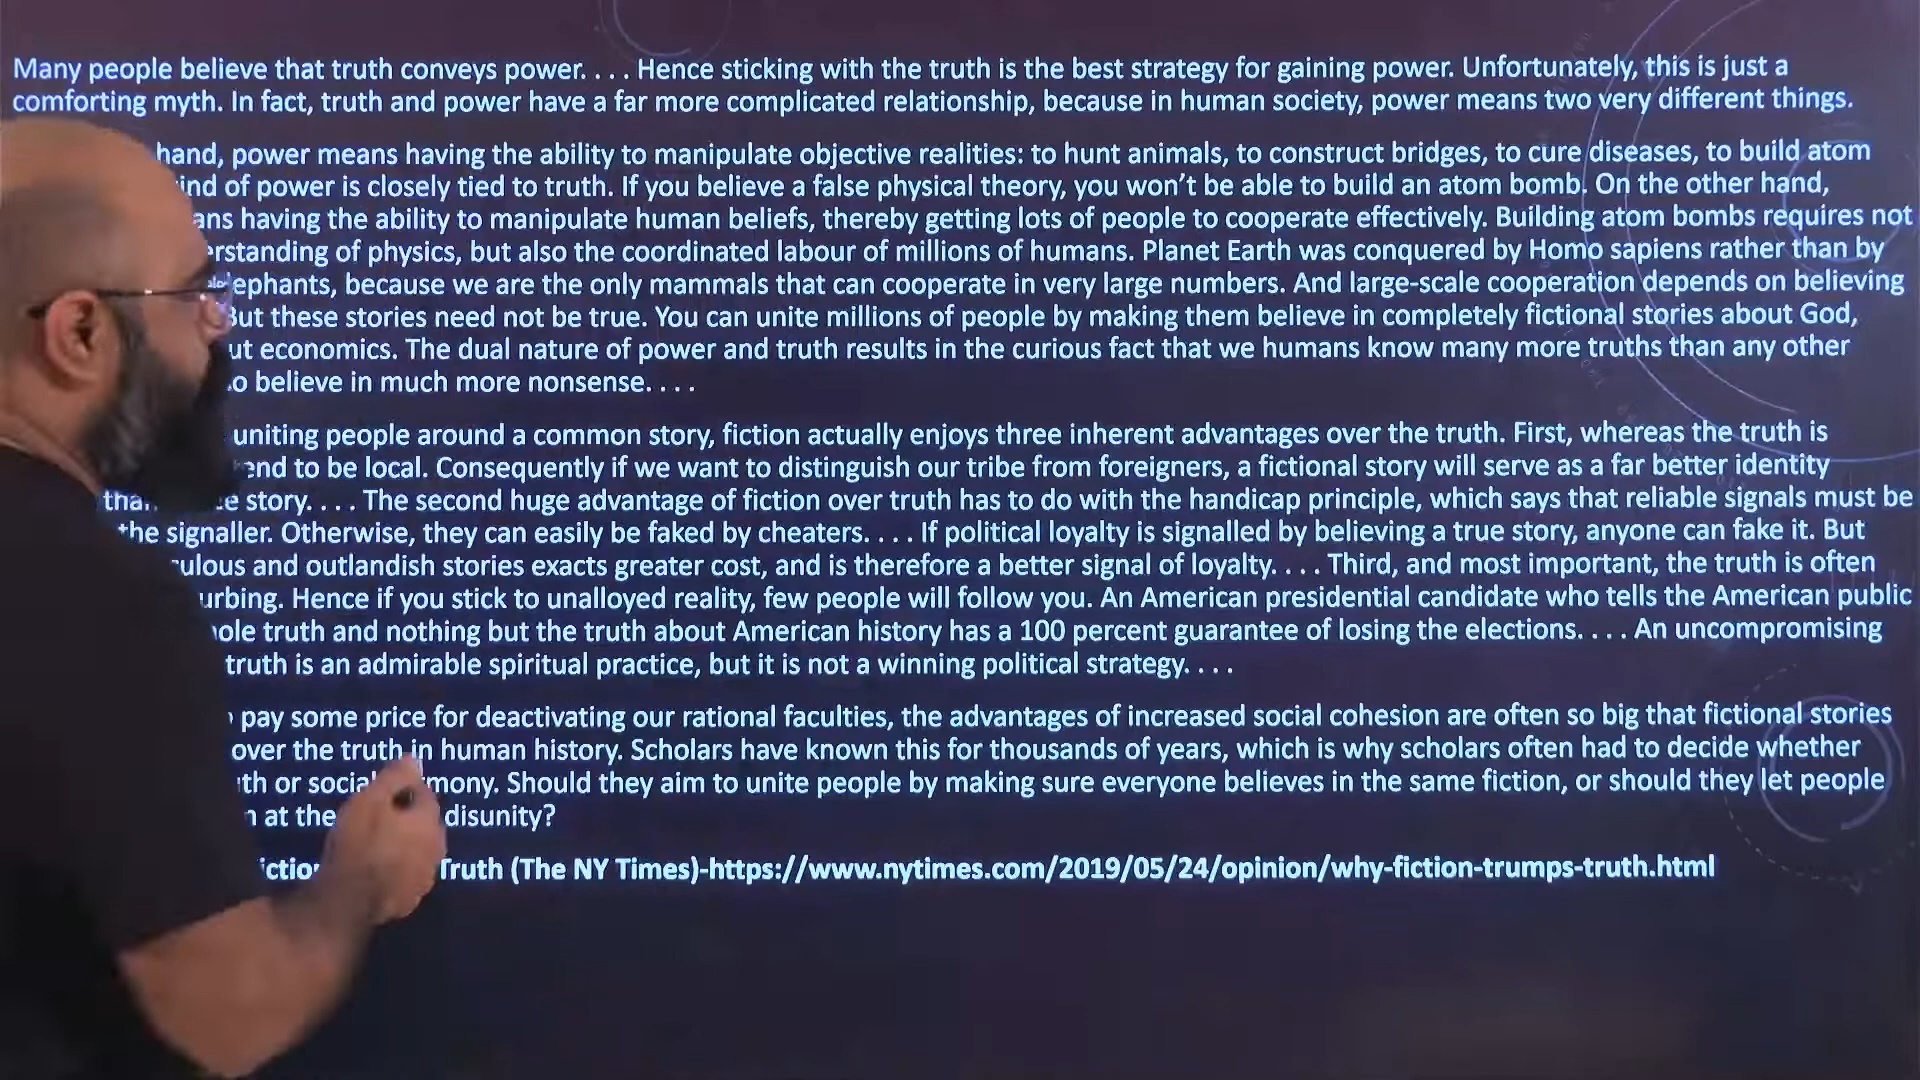 Many people believe that truth conveys power. . . . Hence sticking with the truth is the best strategy for gaining power. Unfortunately, this is just a
comforting myth. In fact, truth and power have a far more complicated relationship, because in human society, power means two very different things.
hand, power means having the ability to manipulate objective realities: to hunt animals, to construct bridges, to cure diseases, to build atom
of power is closely tied to truth. If you believe a false physical theory, you won’t be able to build an atom bomb. On the other hand,
having the ability to manipulate human beliefs, thereby getting lots of people to cooperate effectively. Building atom bombs requires not
of physics, but also the coordinated labour of millions of humans. Planet Earth was conquered by Homo sapiens rather than by
because we are the only mammals that can cooperate in very large numbers. And large-scale cooperation depends on believing
But these stories need not be true. You can unite millions of people by making them believe in completely fictional stories about God,
economics. The dual nature of power and truth results in the curious fact that we humans know many more truths than any other
believe in much more nonsense. . . .
uniting people around a common story, fiction actually enjoys three inherent advantages over the truth. First, whereas the truth is
to be local. Consequently if we want to distinguish our tribe from foreigners, a fictional story will serve as a far better identity
story. . . . The second huge advantage of fiction over truth has to do with the handicap principle, which says that reliable signals must be
the signaller. Otherwise, they can easily be faked by cheaters. . . . If political loyalty is signalled by believing a true story, anyone can fake it. But
and outlandish stories exacts greater cost, and is therefore a better signal of loyalty. . . . Third, and most important, the truth is often
Hence if you stick to unalloyed reality, few people will follow you. An American presidential candidate who tells the American public
truth and nothing but the truth about American history has a 100 percent guarantee of losing the elections. . . . An uncompromising
truth is an admirable spiritual practice, but it is not a winning political strategy. . . .
pay some price for deactivating our rational faculties, the advantages of increased social cohesion are often so big that fictional stories
over the truth in human history. Scholars have known this for thousands of years, which is why scholars often had to decide whether
or social Should they aim to unite people by making sure everyone believes in the same fiction, or should they let people
at the disunity?
Truth (The NY Times)-https://www.nytimes.com/2019/05/24/opinion/why-fiction-trumps-truth.html